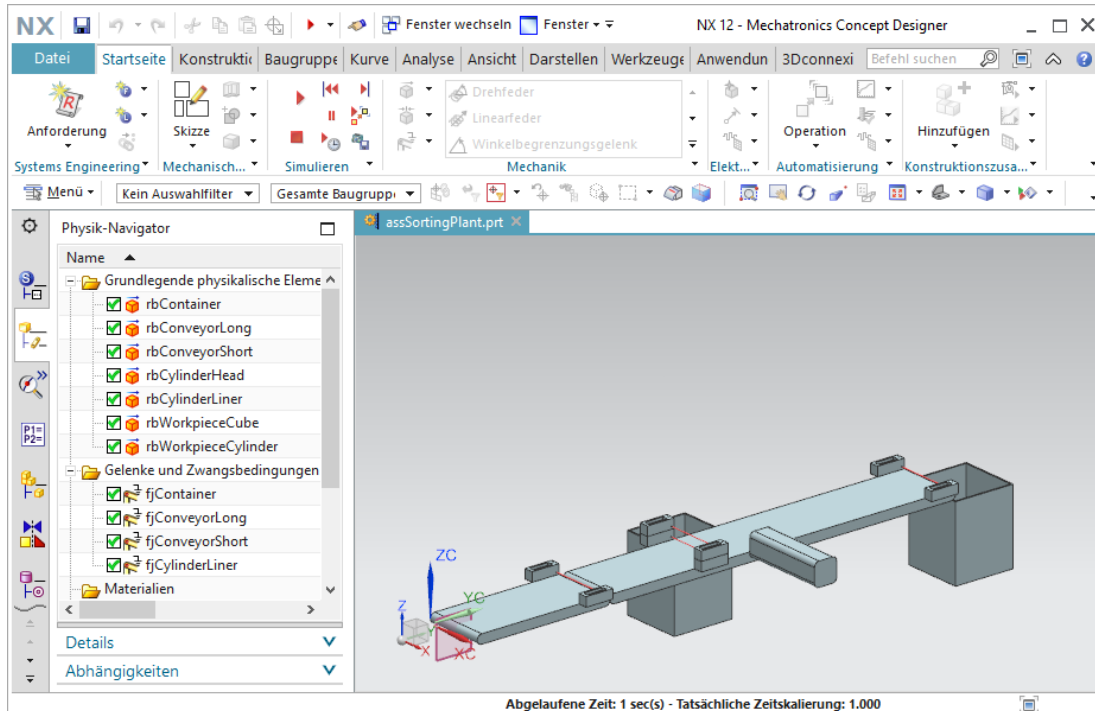 NX Fenster wechseln Fenster NX 12 - Mechatronics Concept Designer
Datei Startseite Konstruktic Baugruppe Kurve Analyse Ansicht Darstellen Werkzeuge Anwendun 3Dconnexi Befehl suchen
Drehfeder
Linearfeder
Winkelbegrenzungsgelenk
Anforderung Skizze Operation Hinzufügen
Systems Engineering Mechanisch... Simulieren Mechanik Elekt... Automatisierung Konstruktionszusa...
Menü Kein Auswahlfilter Gesamte Baugruppe
Physik-Navigator
assSortingPlant.prt
Name
Grundlegende physikalische Eleme
rbContainer
rbConveyorLong
rbConveyorShort
rbCylinderHead
rbCylinderLiner
rbWorkpieceCube
rbWorkpieceCylinder
Gelenke und Zwangsbedingungen
fjContainer
fjConveyorLong
fjConveyorShort
fjCylinderLiner
Materialien
P1=
P2=
ZC
YC
XC
Z
Y
X
Details
Abhängigkeiten
Abgelaufene Zeit: 1 sec(s) - Tatsächliche Zeitskalierung: 1.000